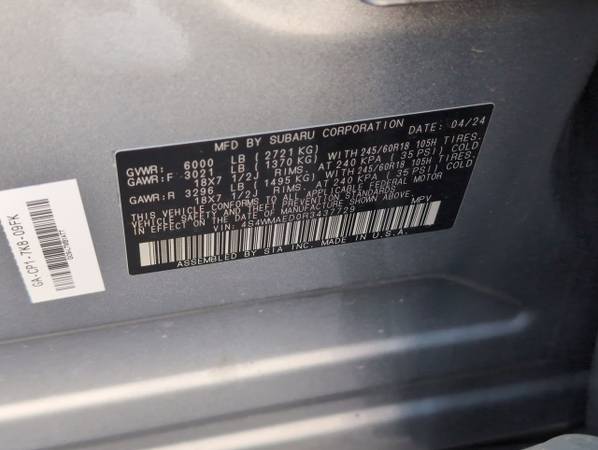 MFD BY SUBARU CORPORATION DATE: 04/24
GVWR: 6000 LB (2721 KG)
GAWR:F 3021 LB (1370 KG) WITH 245/60R18 105H TIRES,
18X7 1/2J RIMS, AT 240 KPA (35 PSI) COLD
GAWR:R 3296 LB (1495 KG) WITH 245/60R18 105H TIRES,
18X7 1/2J RIMS, AT 240 KPA (35 PSI) COLD
THIS VEHICLE CONFORMS TO ALL APPLICABLE FEDERAL MOTOR
VEHICLE SAFETY AND STANDARDS
IN EFFECT ON THE DATE OF MANUFACTURE SHOWN ABOVE.
VIN: MPV
ASSEMBLED BY SIA INC. MADE IN U.S.A.
GA-CP1-7K8-09FK